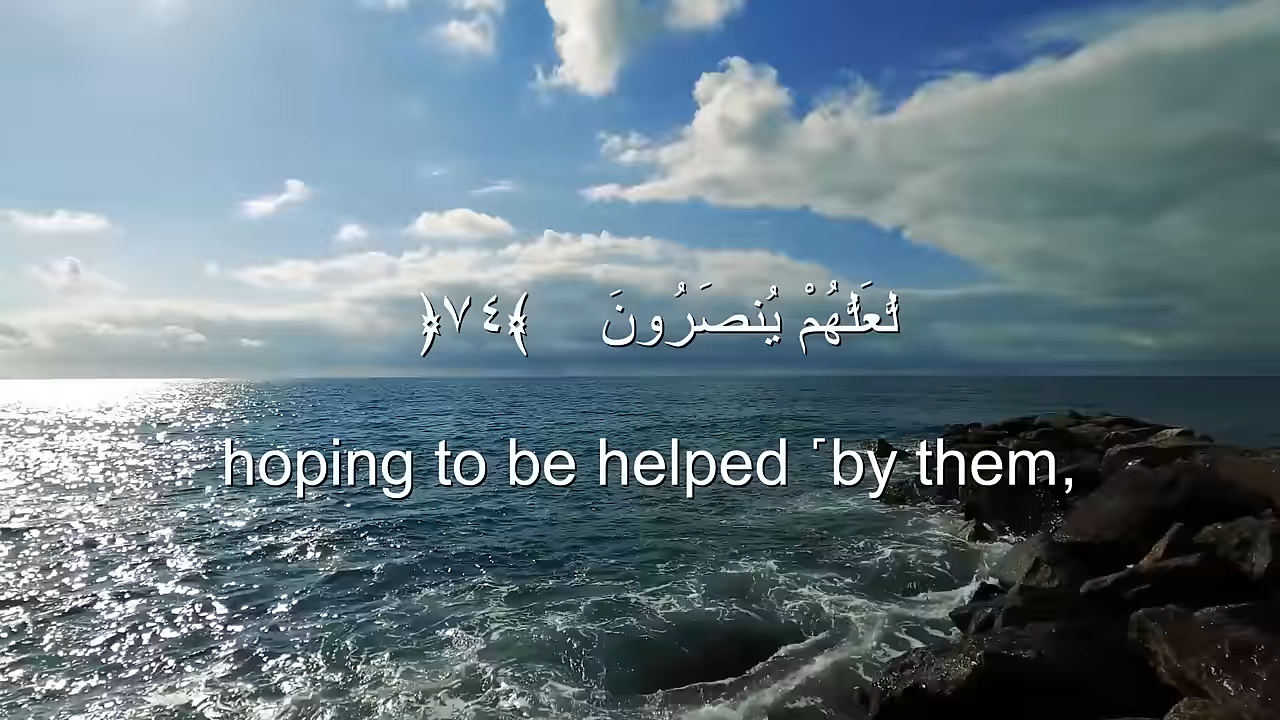 لَّعَلَّهُمْ يُنصَرُونَ ﴿٧٤﴾
hoping to be helped ˹by them,